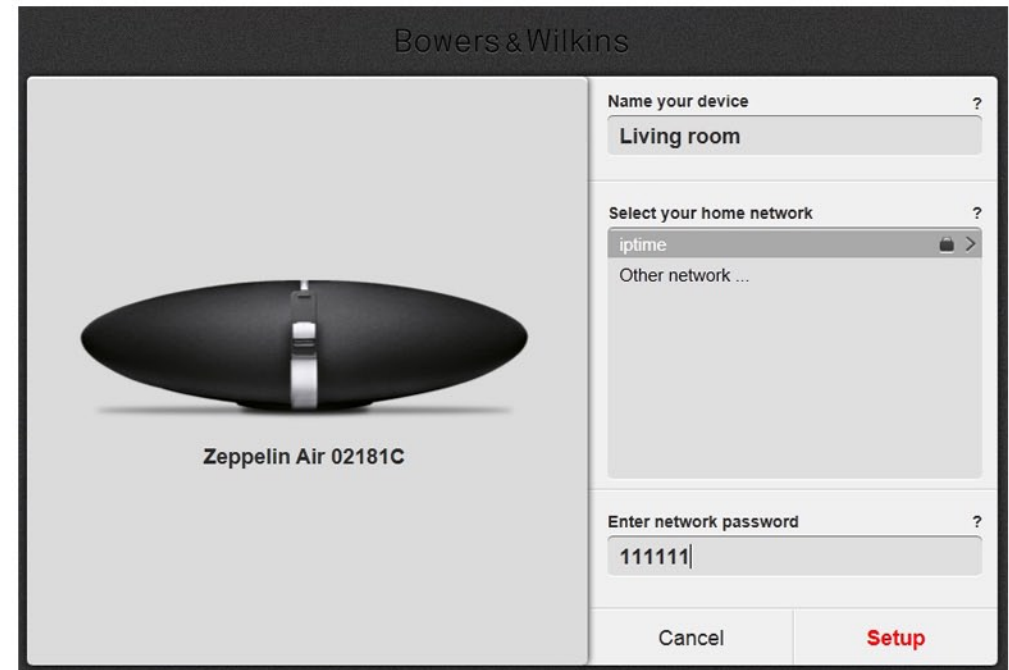 Bowers & Wilkins
Name your device ?
Living room
Select your home network ?
iptime
Other network ...
Zeppelin Air 02181C
Enter network password ?
111111
Cancel
Setup